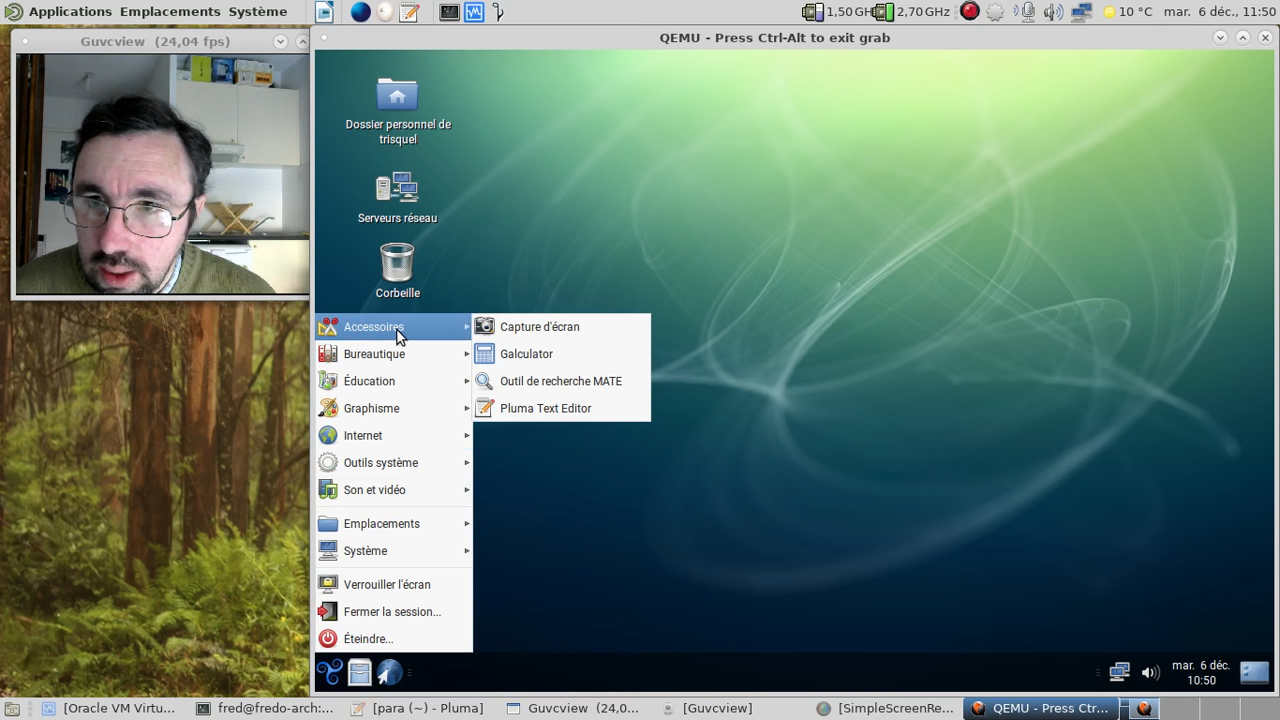 Applications Emplacements Système
1,50 GH 2,70 GHz 10 °C mar. 6 déc., 11:50
Guvcview (24,04 fps)
QEMU - Press Ctrl-Alt to exit grab
Dossier personnel de
trisquel
Serveurs réseau
Corbeille
Accessoires
Bureautique
Éducation
Graphisme
Internet
Outils système
Son et vidéo
Emplacements
Système
Verrouiller l'écran
Fermer la session...
Éteindre...
Capture d'écran
Galculator
Outil de recherche MATE
Pluma Text Editor
mar. 6 déc.
10:50
[Oracle VM Virtu... fred@fredo-arch:... [para (~) - Pluma] Guvcview (24,0... [Guvcview] [SimpleScreenRe... QEMU - Press Ctr...